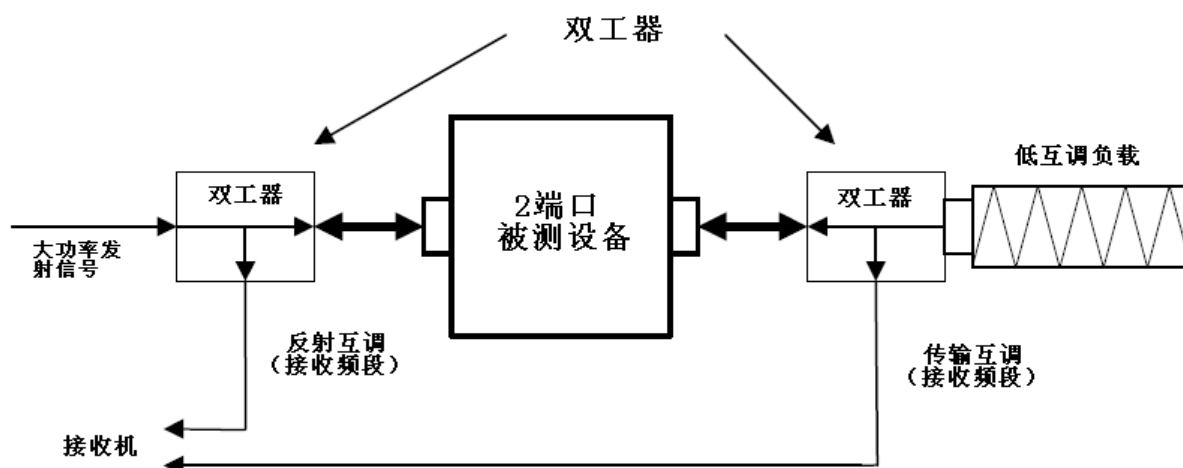 双工器
低互调负载
双工器
2端口
被测设备
双工器
大功率发
射信号
反射互调
（接收频段）
传输互调
（接收频段）
接收机